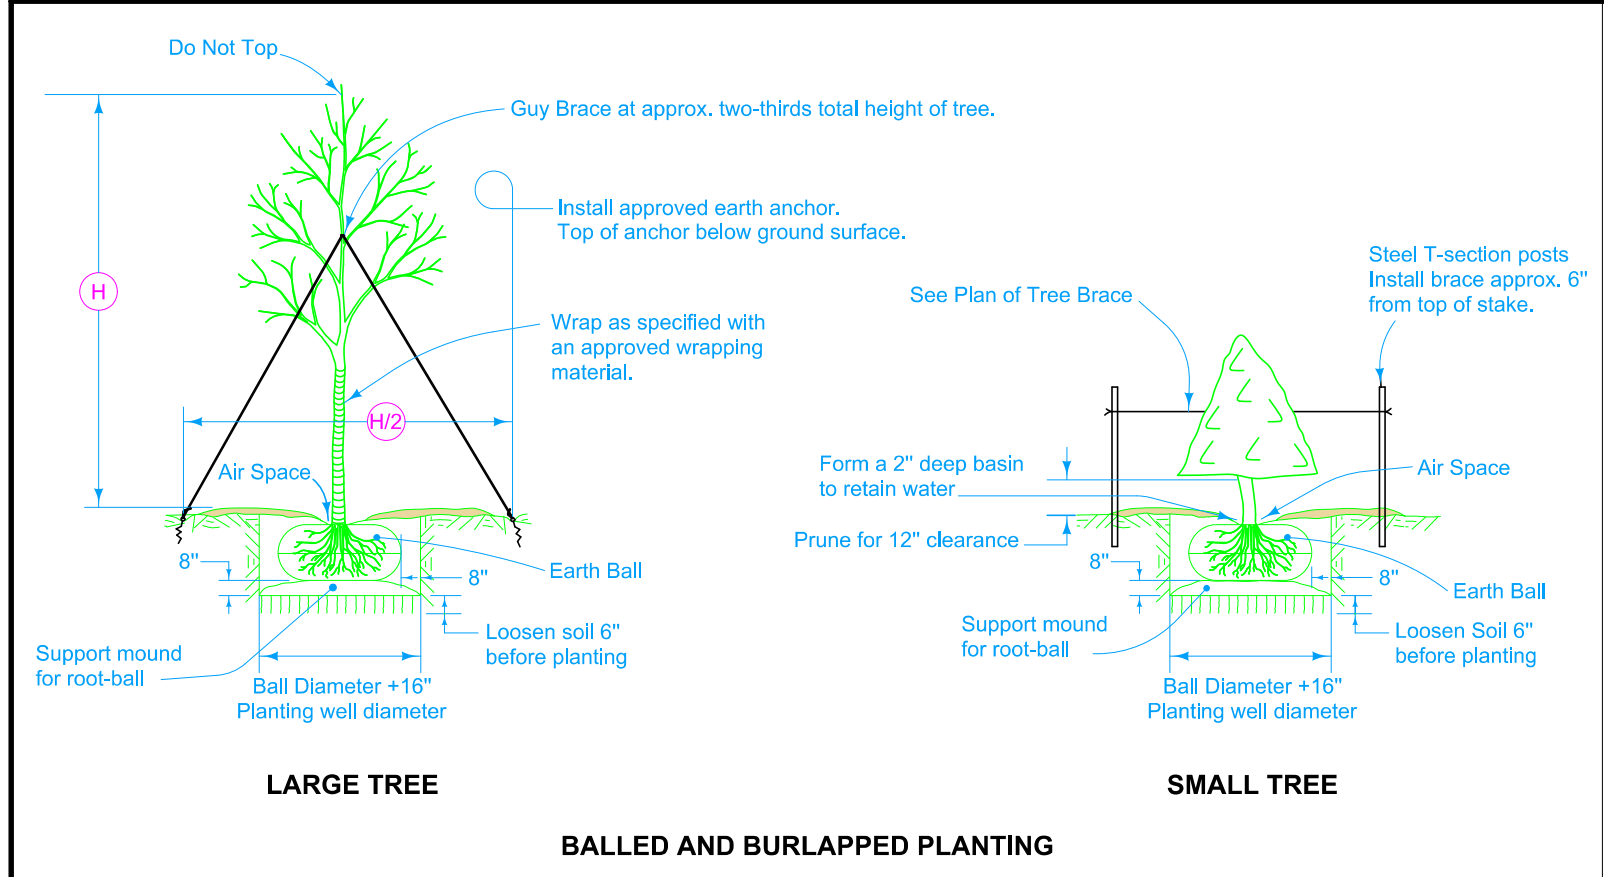 Do Not Top
Guy Brace at approx. two-thirds total height of tree.
Install approved earth anchor.
Top of anchor below ground surface.
H
Wrap as specified with
an approved wrapping
material.
H/2
Air Space
8"
8"
Earth Ball
Loosen soil 6"
before planting
Support mound
for root-ball
Ball Diameter +16"
Planting well diameter
LARGE TREE
Steel T-section posts
Install brace approx. 6"
from top of stake.
See Plan of Tree Brace
Form a 2" deep basin
to retain water
Air Space
Prune for 12" clearance
8"
8"
Earth Ball
Support mound
for root-ball
Loosen Soil 6"
before planting
Ball Diameter +16"
Planting well diameter
SMALL TREE
BALLED AND BURLAPPED PLANTING